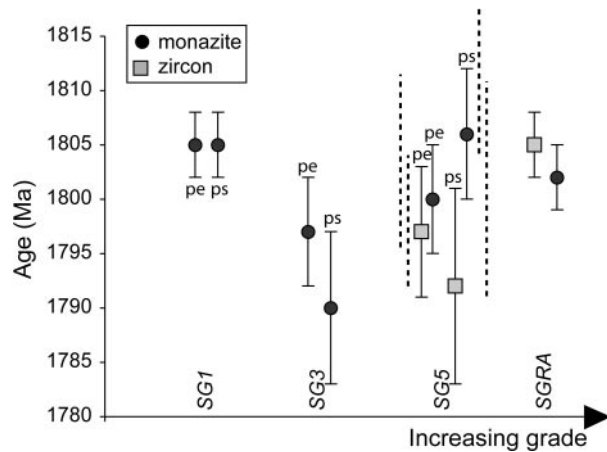 1815
1810
1805
1800
1795
1790
1785
1780
Age (Ma)
monazite
zircon
pe ps
pe
ps
pe
pe
ps
ps
SG1
SG3
SG5
SGRA
Increasing grade